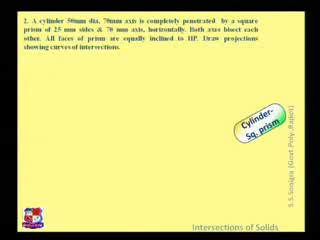 2. A cylinder 50mm dia, 70mm axis is completely penetrated by a square
prism of 25 mm sides & 70 mm axis, horizontally. Both axes bisect each
other. All faces of prism are equally inclined to HP. Draw projections
showing curves of intersections.
Cylinder-
Sq. prism
S.S.Sonigra (Govt.Poly.,Rajkot)
Intersections of Solids